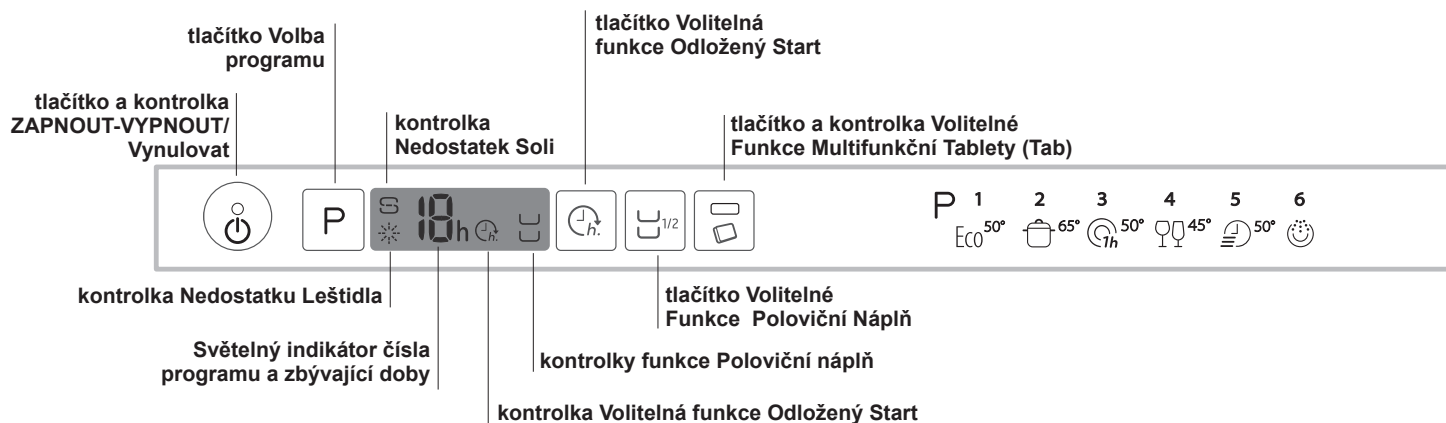 tlačítko Volba
programu
tlačítko Volitelná
funkce Odložený Start
tlačítko a kontrolka
ZAPNOUT-VYPNOUT/
Vynulovat
kontrolka
Nedostatek Soli
tlačítko a kontrolka Volitelné
Funkce Multifunkční Tablety (Tab)
P
S
18h
h.
h.
1/2
P 1 2 3 4 5 6
Eco 50° 65° 1h 50° 45° 50°
kontrolka Nedostatku Leštidla
tlačítko Volitelné
Funkce Poloviční Náplň
Světelný indikátor čísla
programu a zbývající doby
kontrolky funkce Poloviční náplň
kontrolka Volitelná funkce Odložený Start